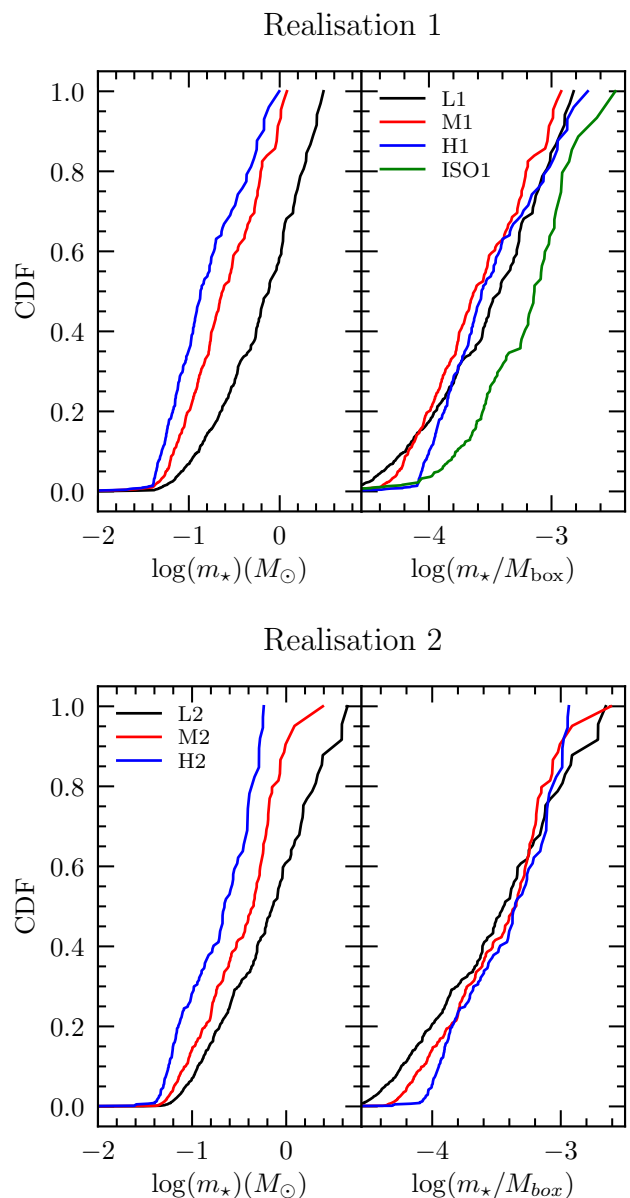 Realisation 1
CDF
1.0
0.8
0.6
0.4
0.2
0.0
L1
M1
H1
ISO1
−2 −1 0
−4 −3
log(m⋆)(M⊙)
log(m⋆/Mbox)
Realisation 2
CDF
1.0
0.8
0.6
0.4
0.2
0.0
L2
M2
H2
−2 −1 0
−4 −3
log(m⋆)(M⊙)
log(m⋆/Mbox)